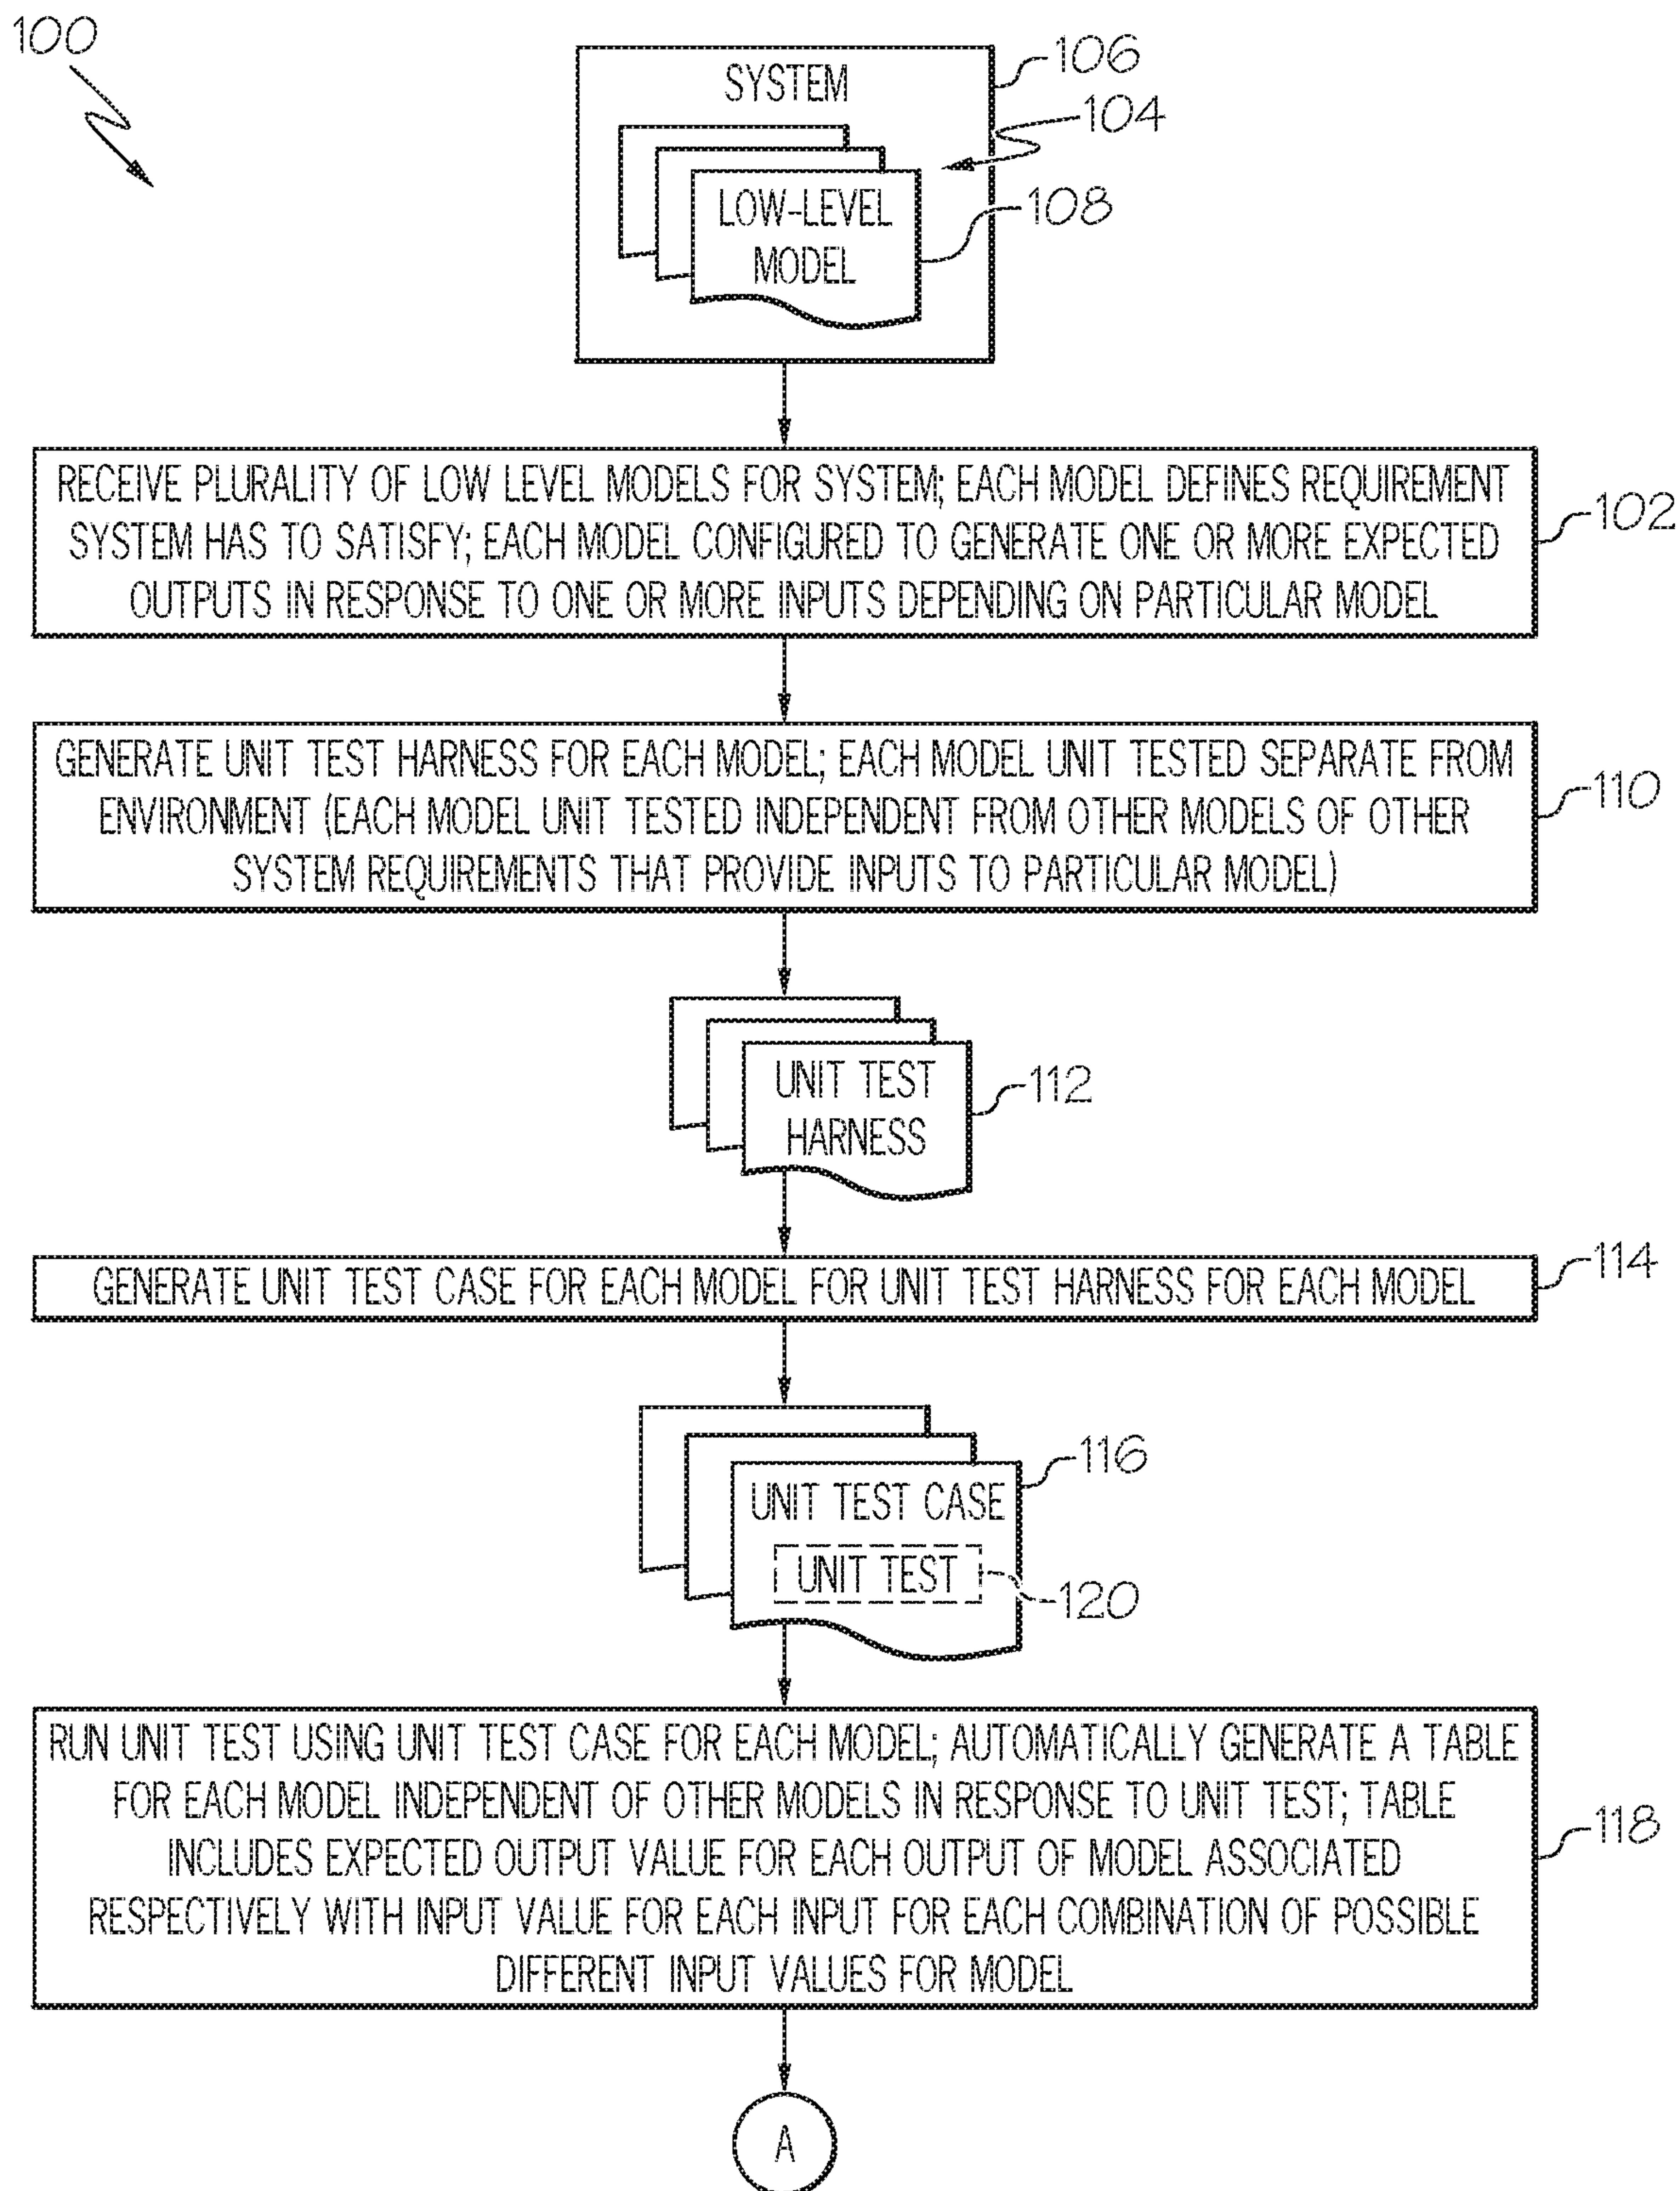 100
SYSTEM
106
104
LOW-LEVEL
MODEL
108
RECEIVE PLURALITY OF LOW LEVEL MODELS FOR SYSTEM; EACH MODEL DEFINES REQUIREMENT
SYSTEM HAS TO SATISFY; EACH MODEL CONFIGURED TO GENERATE ONE OR MORE EXPECTED
OUTPUTS IN RESPONSE TO ONE OR MORE INPUTS DEPENDING ON PARTICULAR MODEL
102
GENERATE UNIT TEST HARNESS FOR EACH MODEL; EACH MODEL UNIT TESTED SEPARATE FROM
ENVIRONMENT (EACH MODEL UNIT TESTED INDEPENDENT FROM OTHER MODELS OF OTHER
SYSTEM REQUIREMENTS THAT PROVIDE INPUTS TO PARTICULAR MODEL)
110
UNIT TEST
HARNESS
112
GENERATE UNIT TEST CASE FOR EACH MODEL FOR UNIT TEST HARNESS FOR EACH MODEL
114
UNIT TEST CASE
116
UNIT TEST
120
RUN UNIT TEST USING UNIT TEST CASE FOR EACH MODEL; AUTOMATICALLY GENERATE A TABLE
FOR EACH MODEL INDEPENDENT OF OTHER MODELS IN RESPONSE TO UNIT TEST; TABLE
INCLUDES EXPECTED OUTPUT VALUE FOR EACH OUTPUT OF MODEL ASSOCIATED
RESPECTIVELY WITH INPUT VALUE FOR EACH INPUT FOR EACH COMBINATION OF POSSIBLE
DIFFERENT INPUT VALUES FOR MODEL
118
A